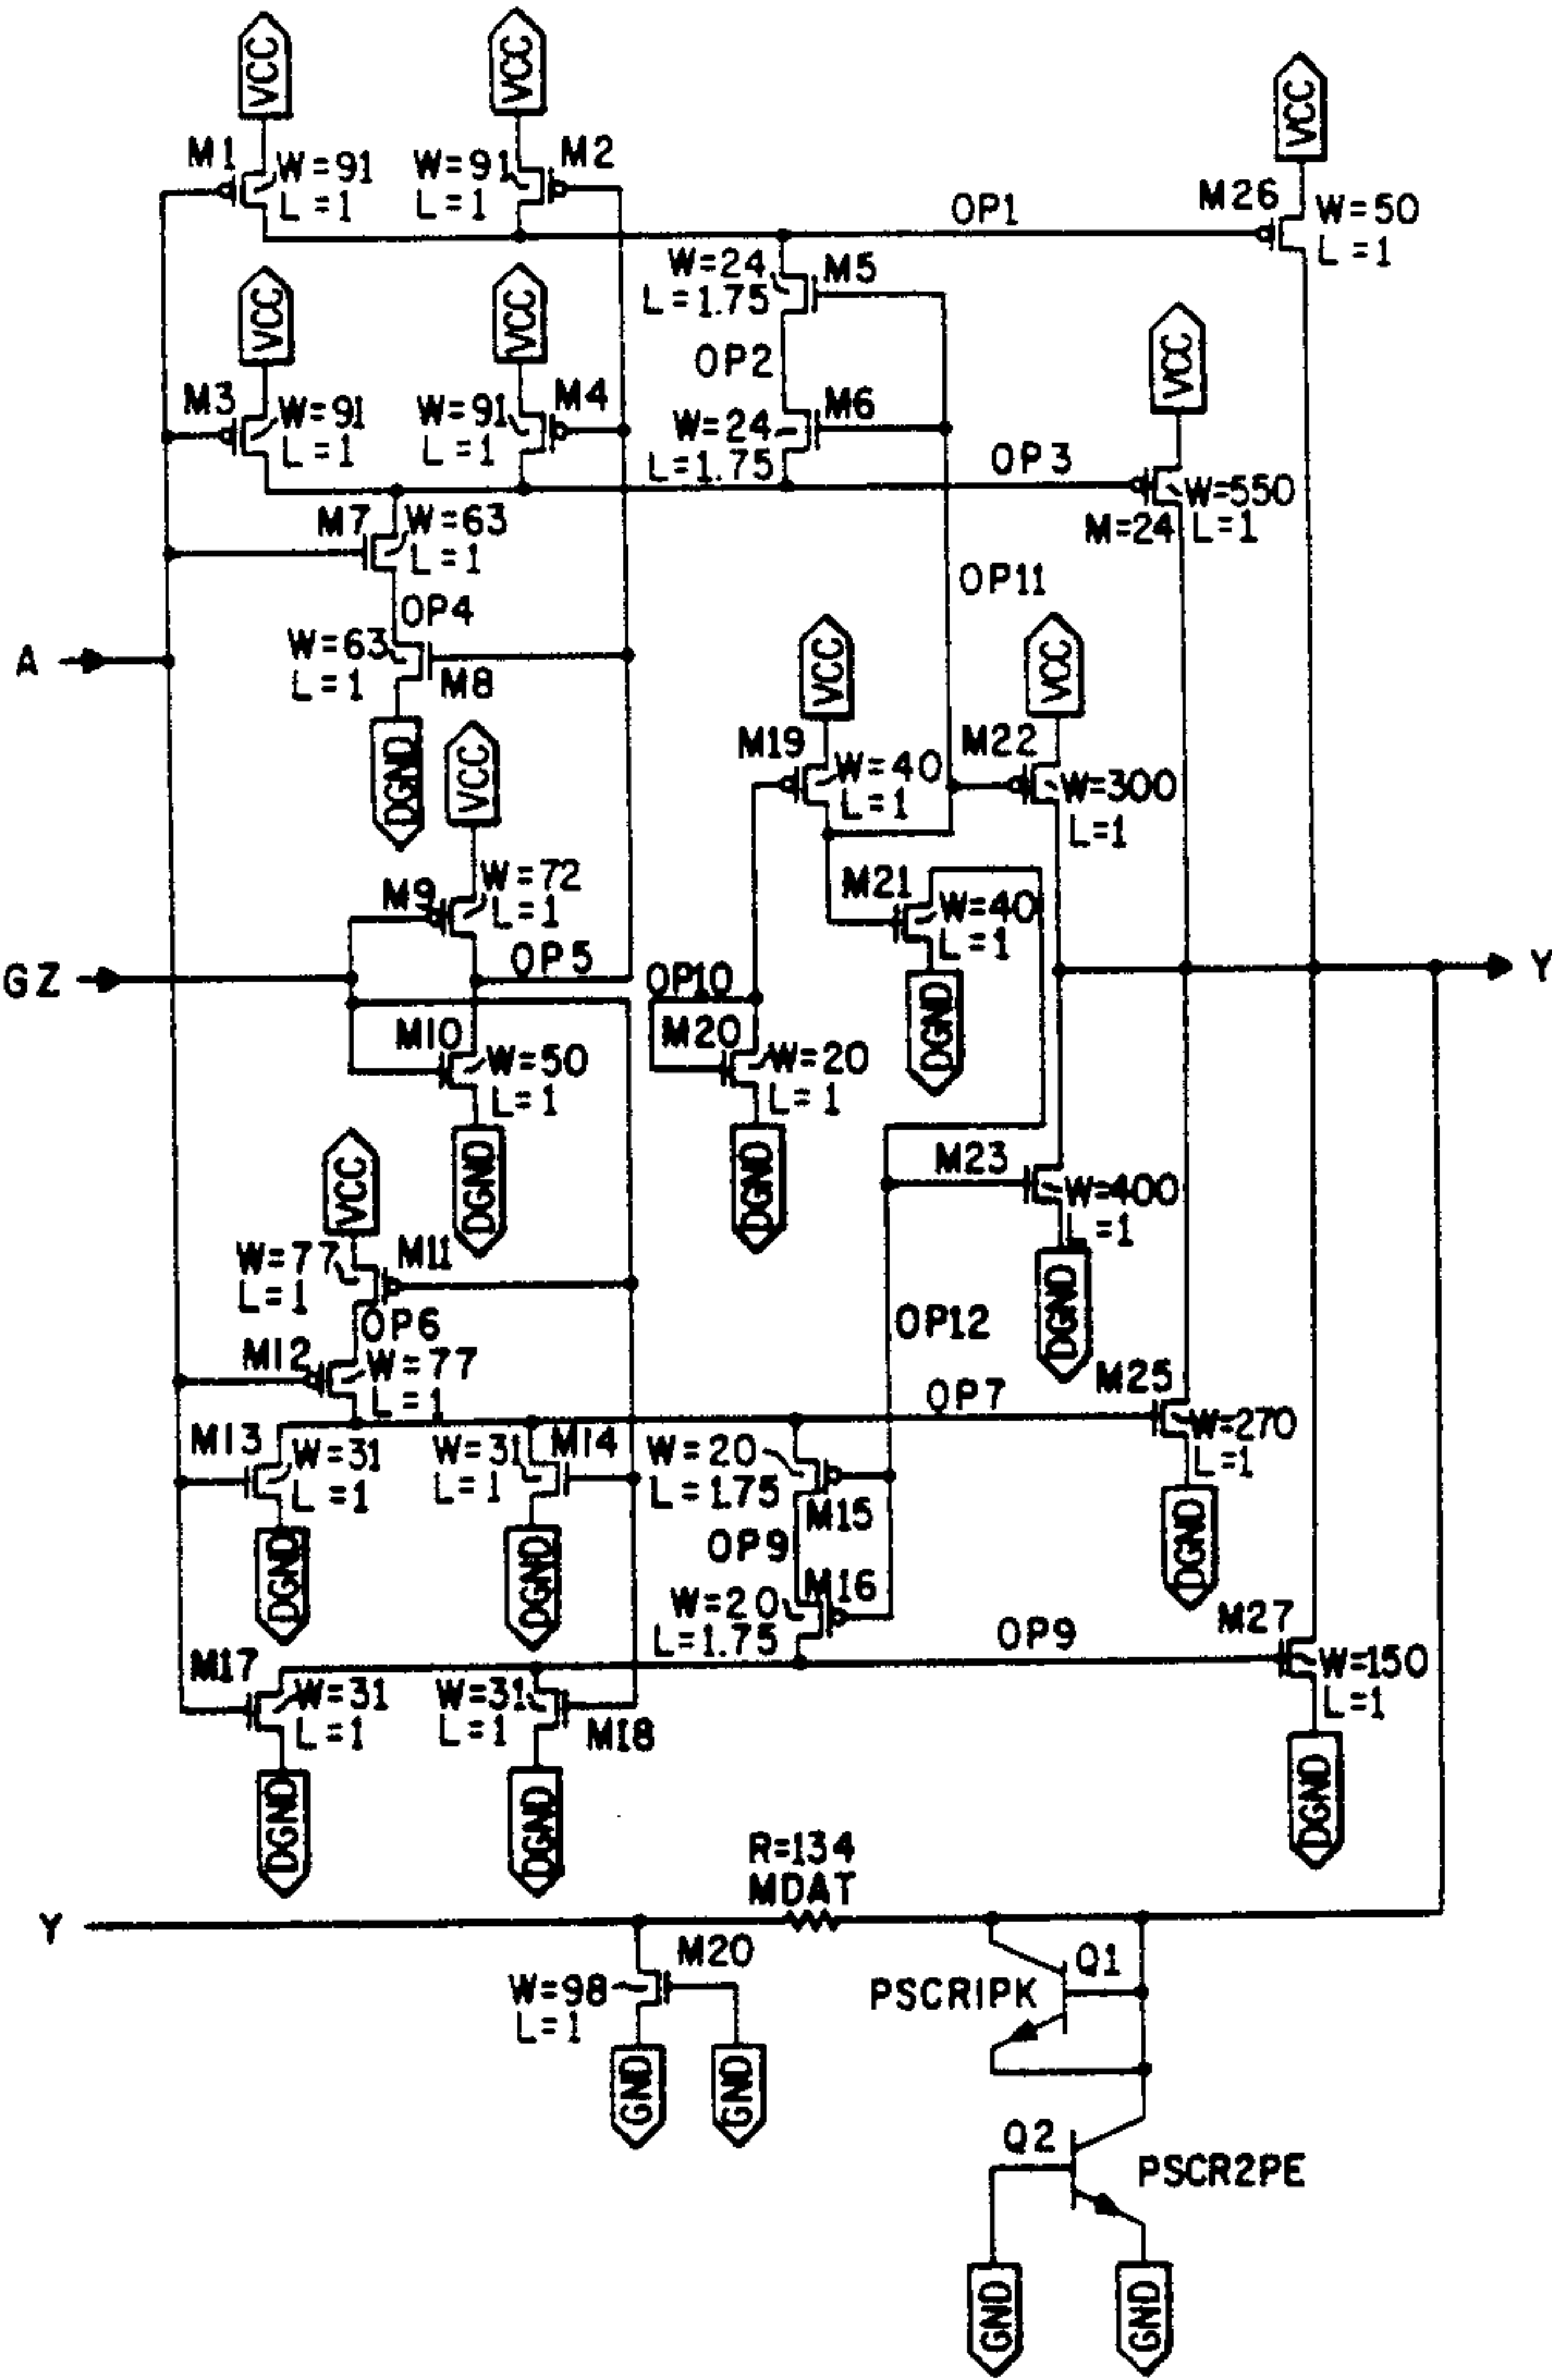 VCC
VCC
VCC
M1
W=91
L=1
W=91
L=1
M2
OP1
M26
W=50
L=1
VCC
VCC
W=24
L=1.75
M5
OP2
VCC
M3
W=91
L=1
W=91
L=1
M4
W=24
L=1.75
M6
OP3
W=550
L=1
M=24
M7
W=63
L=1
OP4
OP11
A
W=63
L=1
M8
VCC
VCC
DGND
VCC
M19
W=40
L=1
M22
W=300
L=1
M9
W=72
L=1
M21
W=40
L=1
GZ
OP5
OP10
DGND
Y
M10
W=50
L=1
M20
W=20
L=1
VCC
DGND
DGND
M23
W=400
L=1
W=77
L=1
M11
OP6
DGND
OP12
M12
W=77
L=1
OP7
M25
W=270
L=1
M13
W=31
L=1
W=31
L=1
M14
W=20
L=1.75
M15
DGND
DGND
OP9
DGND
W=20
L=1.75
M16
OP9
M27
W=150
L=1
M17
W=31
L=1
W=31
L=1
M18
DGND
DGND
DGND
R=134
MDAT
Y
M20
W=98
L=1
PSCR1PK
Q1
GND
GND
Q2
PSCR2PE
GND
GND